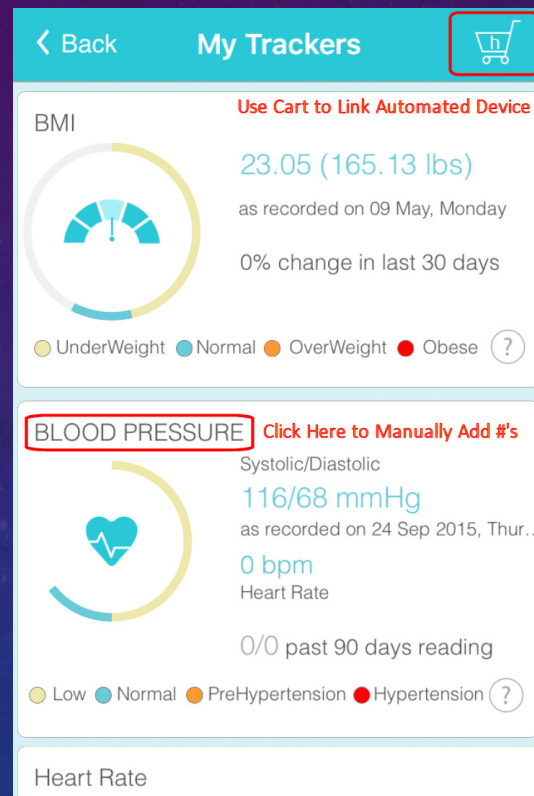 Back
My Trackers
h
BMI
Use Cart to Link Automated Device
23.05 (165.13 lbs)
as recorded on 09 May, Monday
0% change in last 30 days
UnderWeight Normal OverWeight Obese ?
BLOOD PRESSURE Click Here to Manually Add #'s
Systolic/Diastolic
116/68 mmHg
as recorded on 24 Sep 2015, Thur...
0 bpm
Heart Rate
0/0 past 90 days reading
Low Normal PreHypertension Hypertension ?
Heart Rate